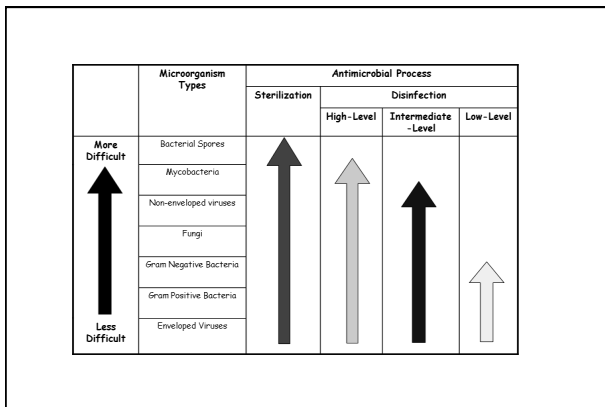 Microorganism
Types
Antimicrobial Process
Sterilization
Disinfection
High-Level
Intermediate
-Level
Low-Level
More
Difficult
Bacterial Spores
Mycobacteria
Non-enveloped viruses
Fungi
Gram Negative Bacteria
Gram Positive Bacteria
Less
Difficult
Enveloped Viruses